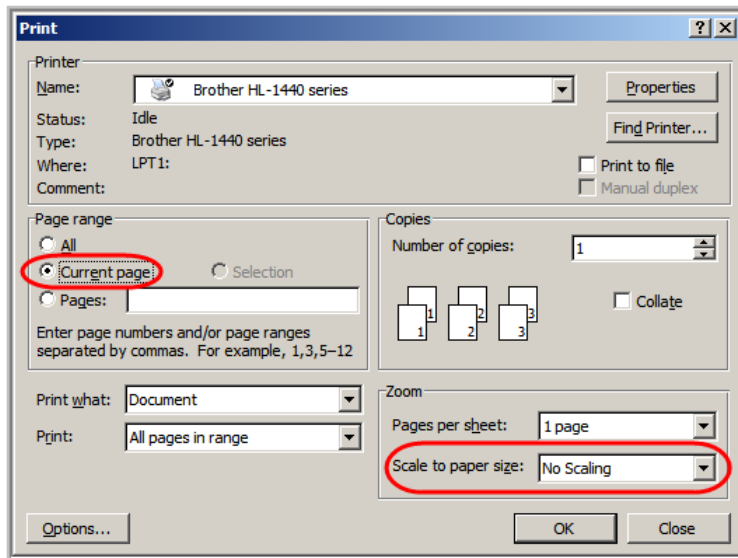 Print
Printer
Name: Brother HL-1440 series
Properties
Status: Idle
Find Printer...
Type: Brother HL-1440 series
Where: LPT1:
Print to file
Comment:
Manual duplex
Page range
All
Current page
Selection
Pages:
Enter page numbers and/or page ranges
separated by commas. For example, 1,3,5–12
Copies
Number of copies: 1
1 1 2 2 3 3
Collate
Print what: Document
Print: All pages in range
Zoom
Pages per sheet: 1 page
Scale to paper size: No Scaling
Options...
OK
Close